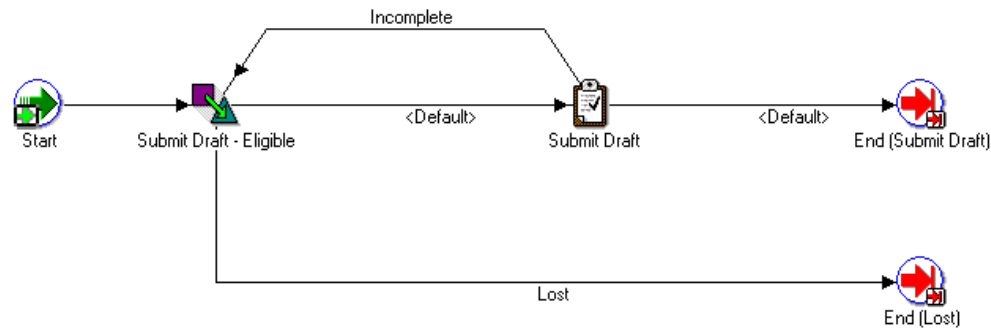 Incomplete
<Default>
<Default>
Start
Submit Draft - Eligible
Submit Draft
End (Submit Draft)
Lost
End (Lost)